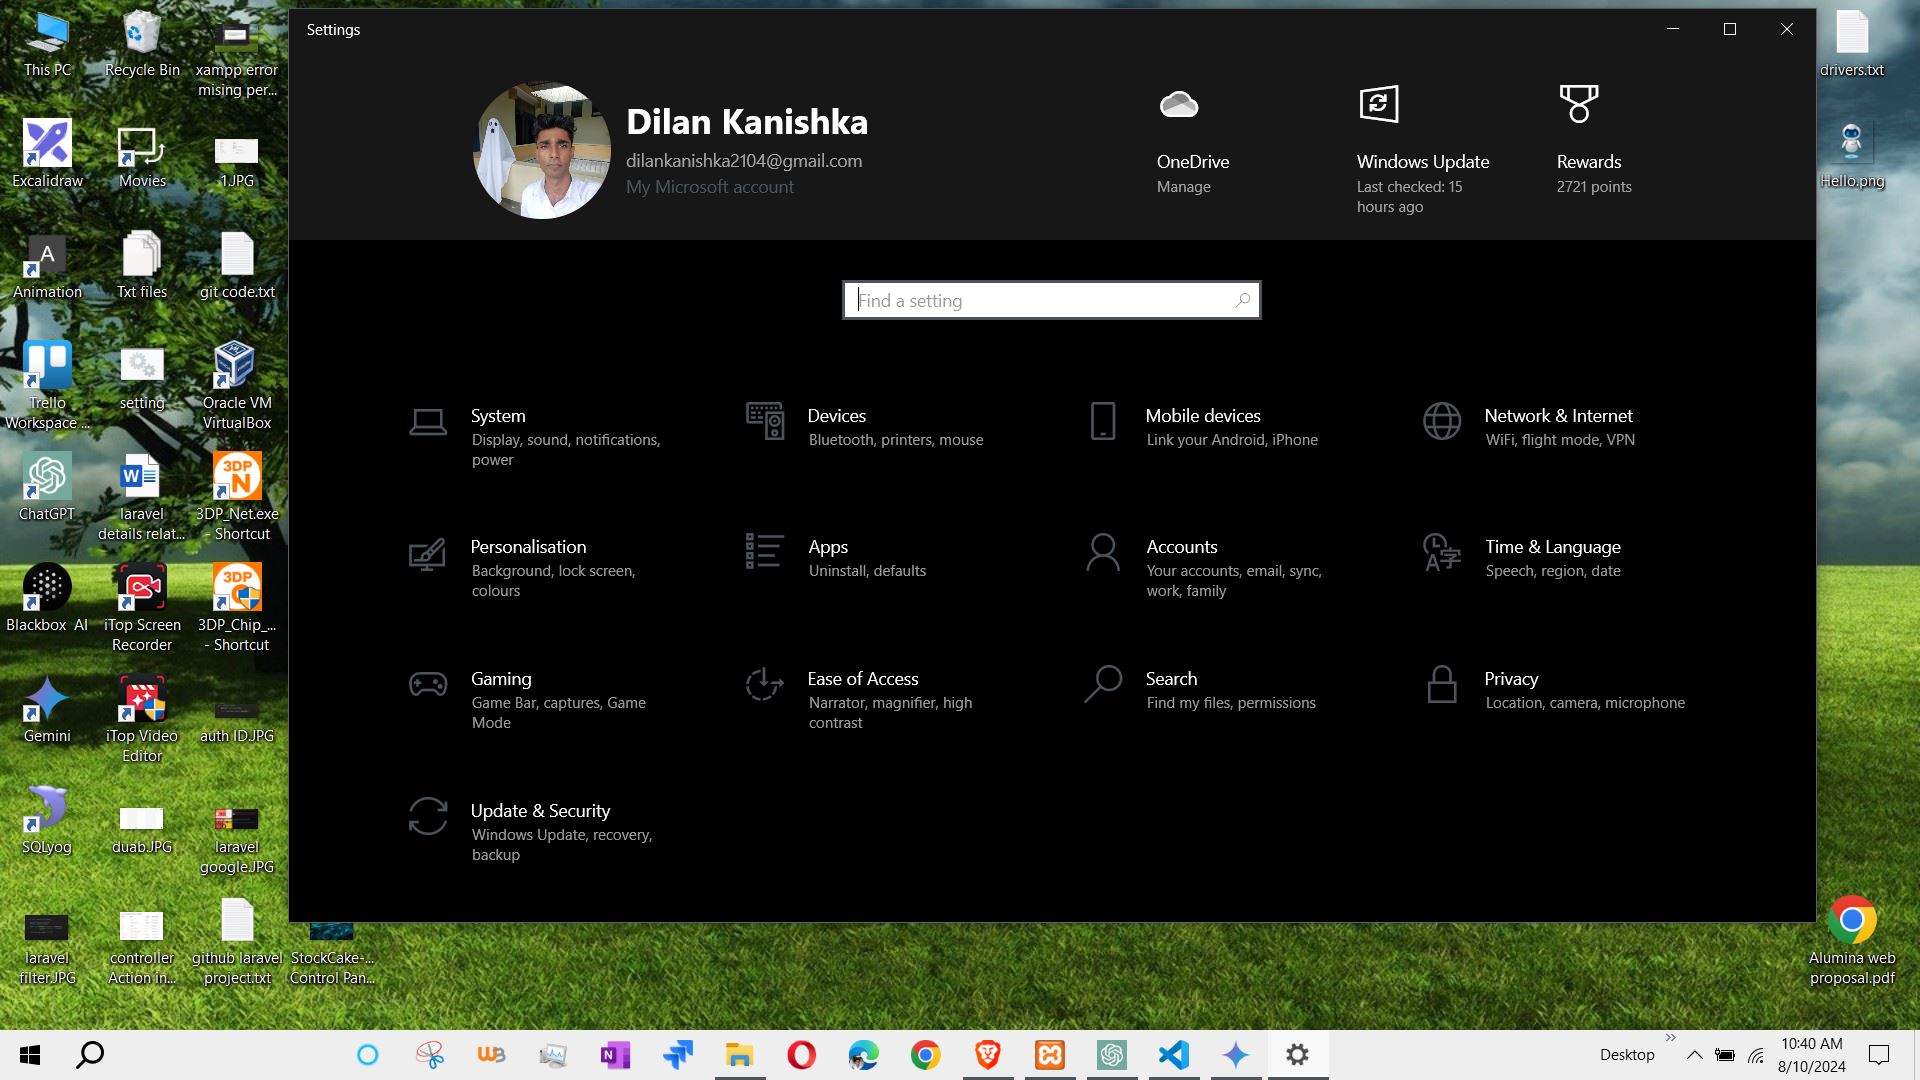 This PC
Recycle Bin
xampp error
mising per...
Excalidraw
Movies
1.JPG
A
Animation
Txt files
git code.txt
Trello
Workspace ...
setting
Oracle VM
VirtualBox
ChatGPT
W
laravel
details relat...
3DP
N
3DP_Net.exe
- Shortcut
Blackbox AI
iTop Screen
Recorder
3DP
3DP_Chip_...
- Shortcut
Gemini
iTop Video
Editor
auth ID.JPG
SQLyog
duab.JPG
laravel
google.JPG
laravel
filter.JPG
controller
Action in...
github laravel
project.txt
StockCake-...
Control Pan...
Settings
Dilan Kanishka
dilankanishka2104@gmail.com
My Microsoft account
OneDrive
Manage
Windows Update
Last checked: 15
hours ago
Rewards
2721 points
Find a setting
System
Display, sound, notifications,
power
Devices
Bluetooth, printers, mouse
Mobile devices
Link your Android, iPhone
Network & Internet
WiFi, flight mode, VPN
Personalisation
Background, lock screen,
colours
Apps
Uninstall, defaults
Accounts
Your accounts, email, sync,
work, family
Time & Language
Speech, region, date
Gaming
Game Bar, captures, Game
Mode
Ease of Access
Narrator, magnifier, high
contrast
Search
Find my files, permissions
Privacy
Location, camera, microphone
Update & Security
Windows Update, recovery,
backup
drivers.txt
Hello.png
Alumina web
proposal.pdf
Desktop
10:40 AM
8/10/2024